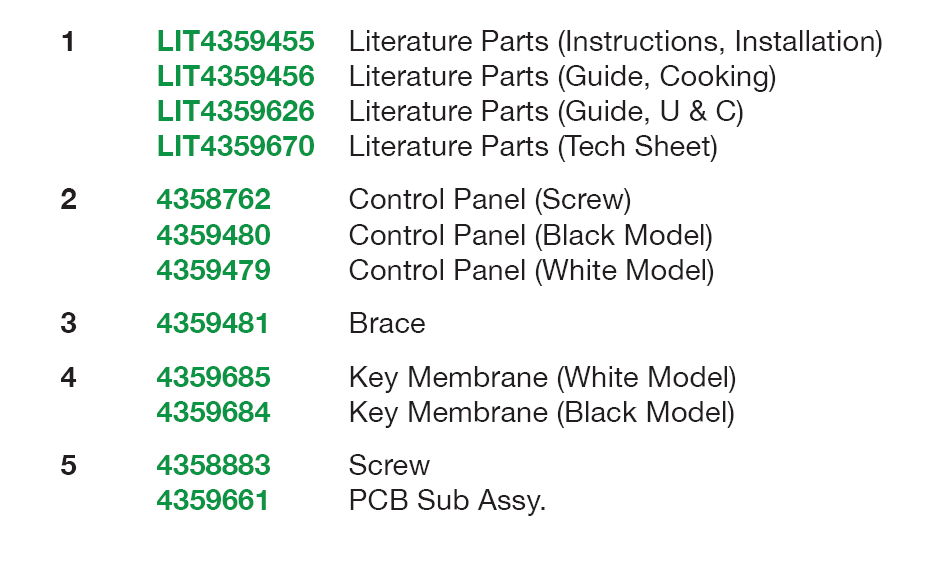 1 LIT4359455 Literature Parts (Instructions, Installation)
LIT4359456 Literature Parts (Guide, Cooking)
LIT4359626 Literature Parts (Guide, U & C)
LIT4359670 Literature Parts (Tech Sheet)
2 4358762 Control Panel (Screw)
4359480 Control Panel (Black Model)
4359479 Control Panel (White Model)
3 4359481 Brace
4 4359685 Key Membrane (White Model)
4359684 Key Membrane (Black Model)
5 4358883 Screw
4359661 PCB Sub Assy.